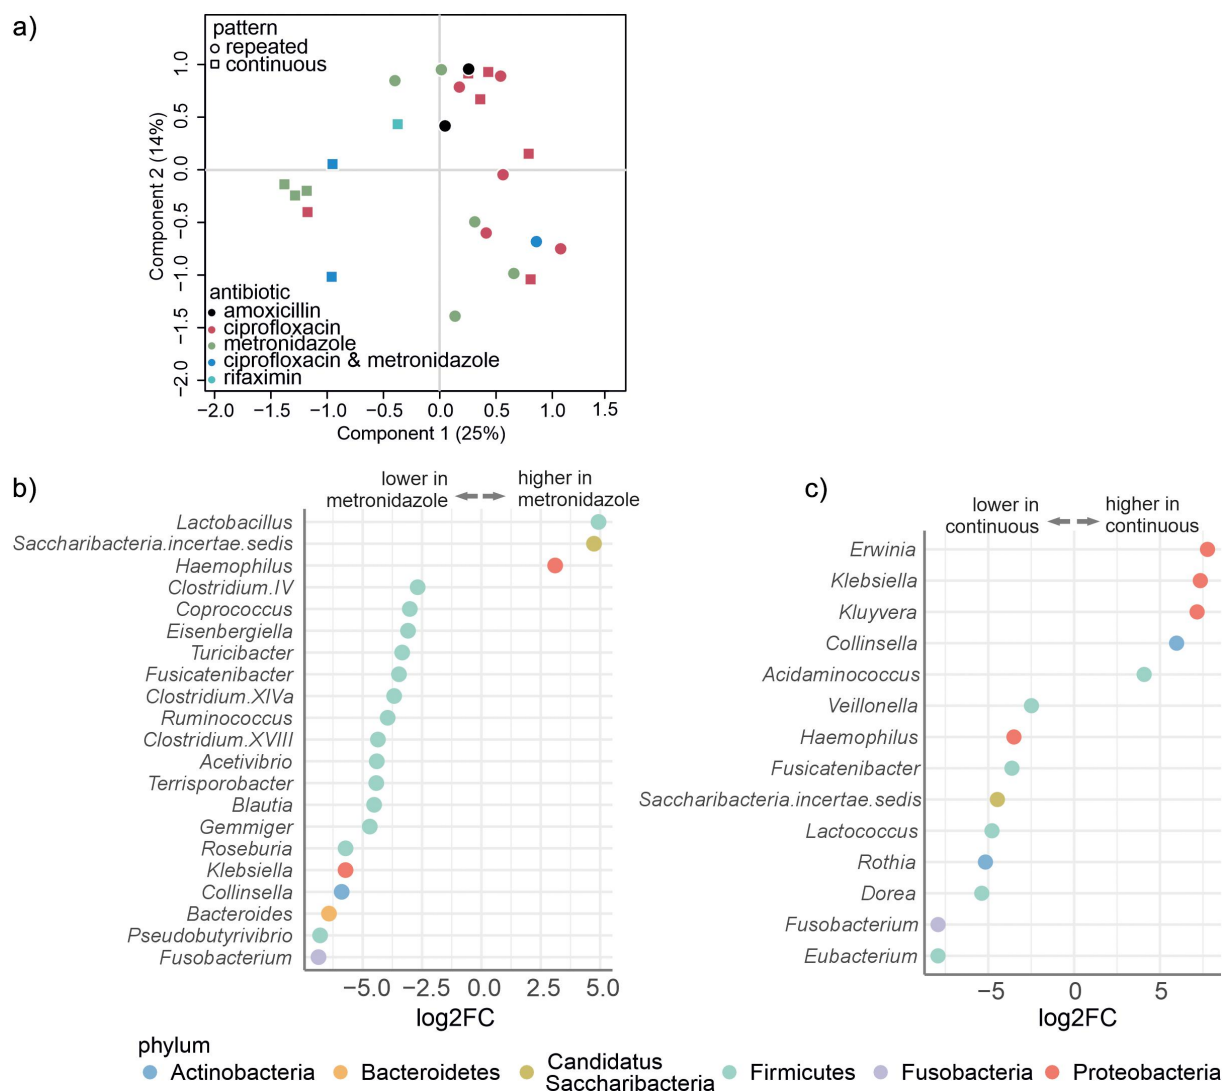 a)
pattern
repeated
continuous
1.0
0.5
0.0
−0.5
−1.0
−1.5
−2.0
Component 2 (14%)
antibiotic
amoxicillin
ciprofloxacin
metronidazole
ciprofloxacin & metronidazole
rifaximin
−2.0 −1.5 −1.0 −0.5 0.0 0.5 1.0 1.5
Component 1 (25%)
b)
lower in metronidazole
higher in metronidazole
Lactobacillus
Saccharibacteria.incertae.sedis
Haemophilus
Clostridium.IV
Coprococcus
Eisenbergiella
Turicibacter
Fusicatenibacter
Clostridium.XIVa
Ruminococcus
Clostridium.XVIII
Acetivibrio
Terrisporobacter
Blautia
Gemmiger
Roseburia
Klebsiella
Collinsella
Bacteroides
Pseudobutyrivibrio
Fusobacterium
−5.0 −2.5 0.0 2.5 5.0
log2FC
c)
lower in continuous
higher in continuous
Erwinia
Klebsiella
Kluyvera
Collinsella
Acidaminococcus
Veillonella
Haemophilus
Fusicatenibacter
Saccharibacteria.incertae.sedis
Lactococcus
Rothia
Dorea
Fusobacterium
Eubacterium
−5 0 5
log2FC
phylum
Actinobacteria
Bacteroidetes
Candidatus
Saccharibacteria
Firmicutes
Fusobacteria
Proteobacteria